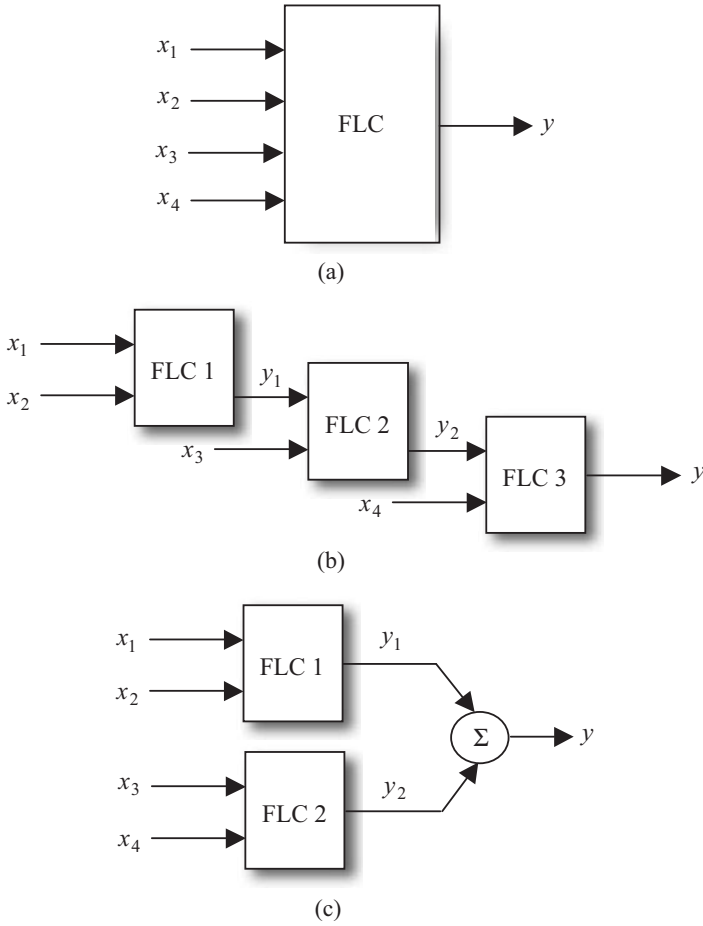 x₁
x₂
x₃
x₄
FLC
y
(a)
x₁
x₂
FLC 1
y₁
x₃
FLC 2
y₂
x₄
FLC 3
y
(b)
x₁
x₂
FLC 1
y₁
x₃
x₄
FLC 2
y₂
Σ
y
(c)